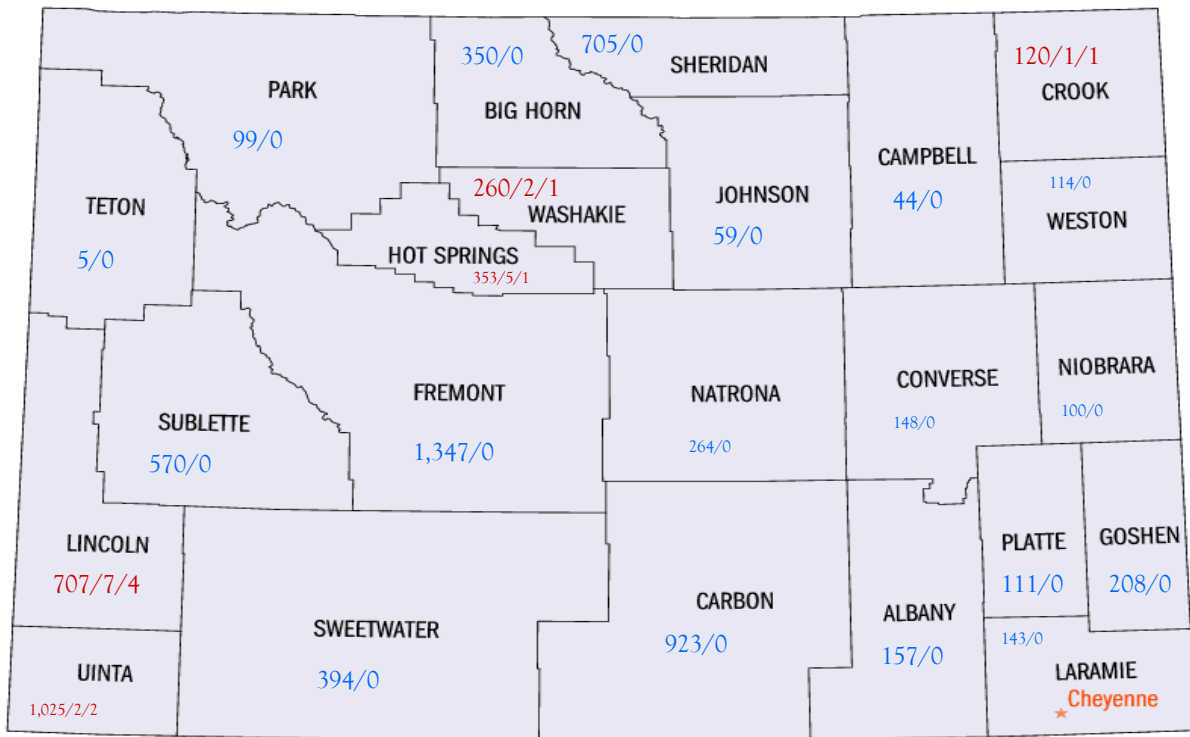 350/0
705/0
SHERIDAN
120/1/1
CROOK
PARK
99/0
BIG HORN
CAMPBELL
44/0
TETON
5/0
260/2/1
WASHAKIE
JOHNSON
59/0
114/0
WESTON
HOT SPRINGS
353/5/1
SUBLETTE
570/0
FREMONT
1,347/0
NATRONA
264/0
CONVERSE
148/0
NIOBRARA
100/0
LINCOLN
707/7/4
PLATTE
111/0
GOSHEN
208/0
SWEETWATER
394/0
CARBON
923/0
ALBANY
157/0
143/0
LARAMIE
Cheyenne
UINTA
1,025/2/2